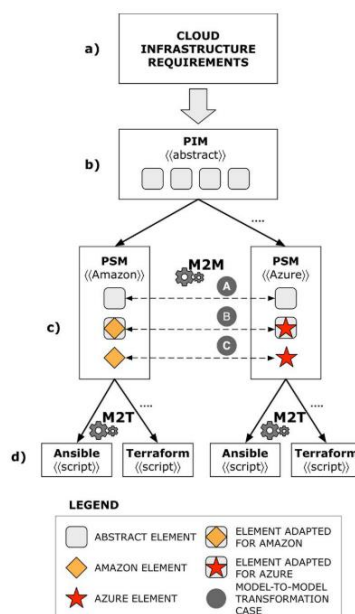 a)
CLOUD
INFRASTRUCTURE
REQUIREMENTS
b)
PIM
⟨⟨abstract⟩⟩
....
c)
PSM
⟨⟨Amazon⟩⟩
M2M
PSM
⟨⟨Azure⟩⟩
A
B
C
M2T
....
M2T
....
d)
Ansible
⟨⟨script⟩⟩
Terraform
⟨⟨script⟩⟩
Ansible
⟨⟨script⟩⟩
Terraform
⟨⟨script⟩⟩
LEGEND
ABSTRACT ELEMENT
ELEMENT ADAPTED
FOR AMAZON
AMAZON ELEMENT
ELEMENT ADAPTED
FOR AZURE
AZURE ELEMENT
MODEL-TO-MODEL
TRANSFORMATION
CASE